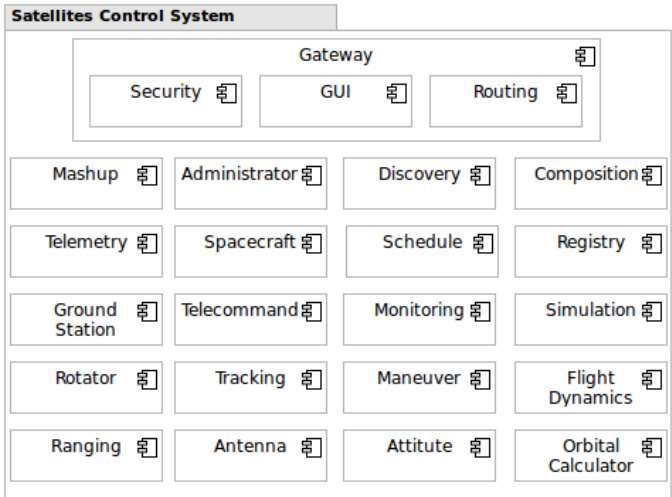 Satellites Control System
Gateway
Security GUI Routing
Mashup Administrator Discovery Composition
Telemetry Spacecraft Schedule Registry
Ground Station Telecommand Monitoring Simulation
Rotator Tracking Maneuver Flight Dynamics
Ranging Antenna Attitute Orbital Calculator